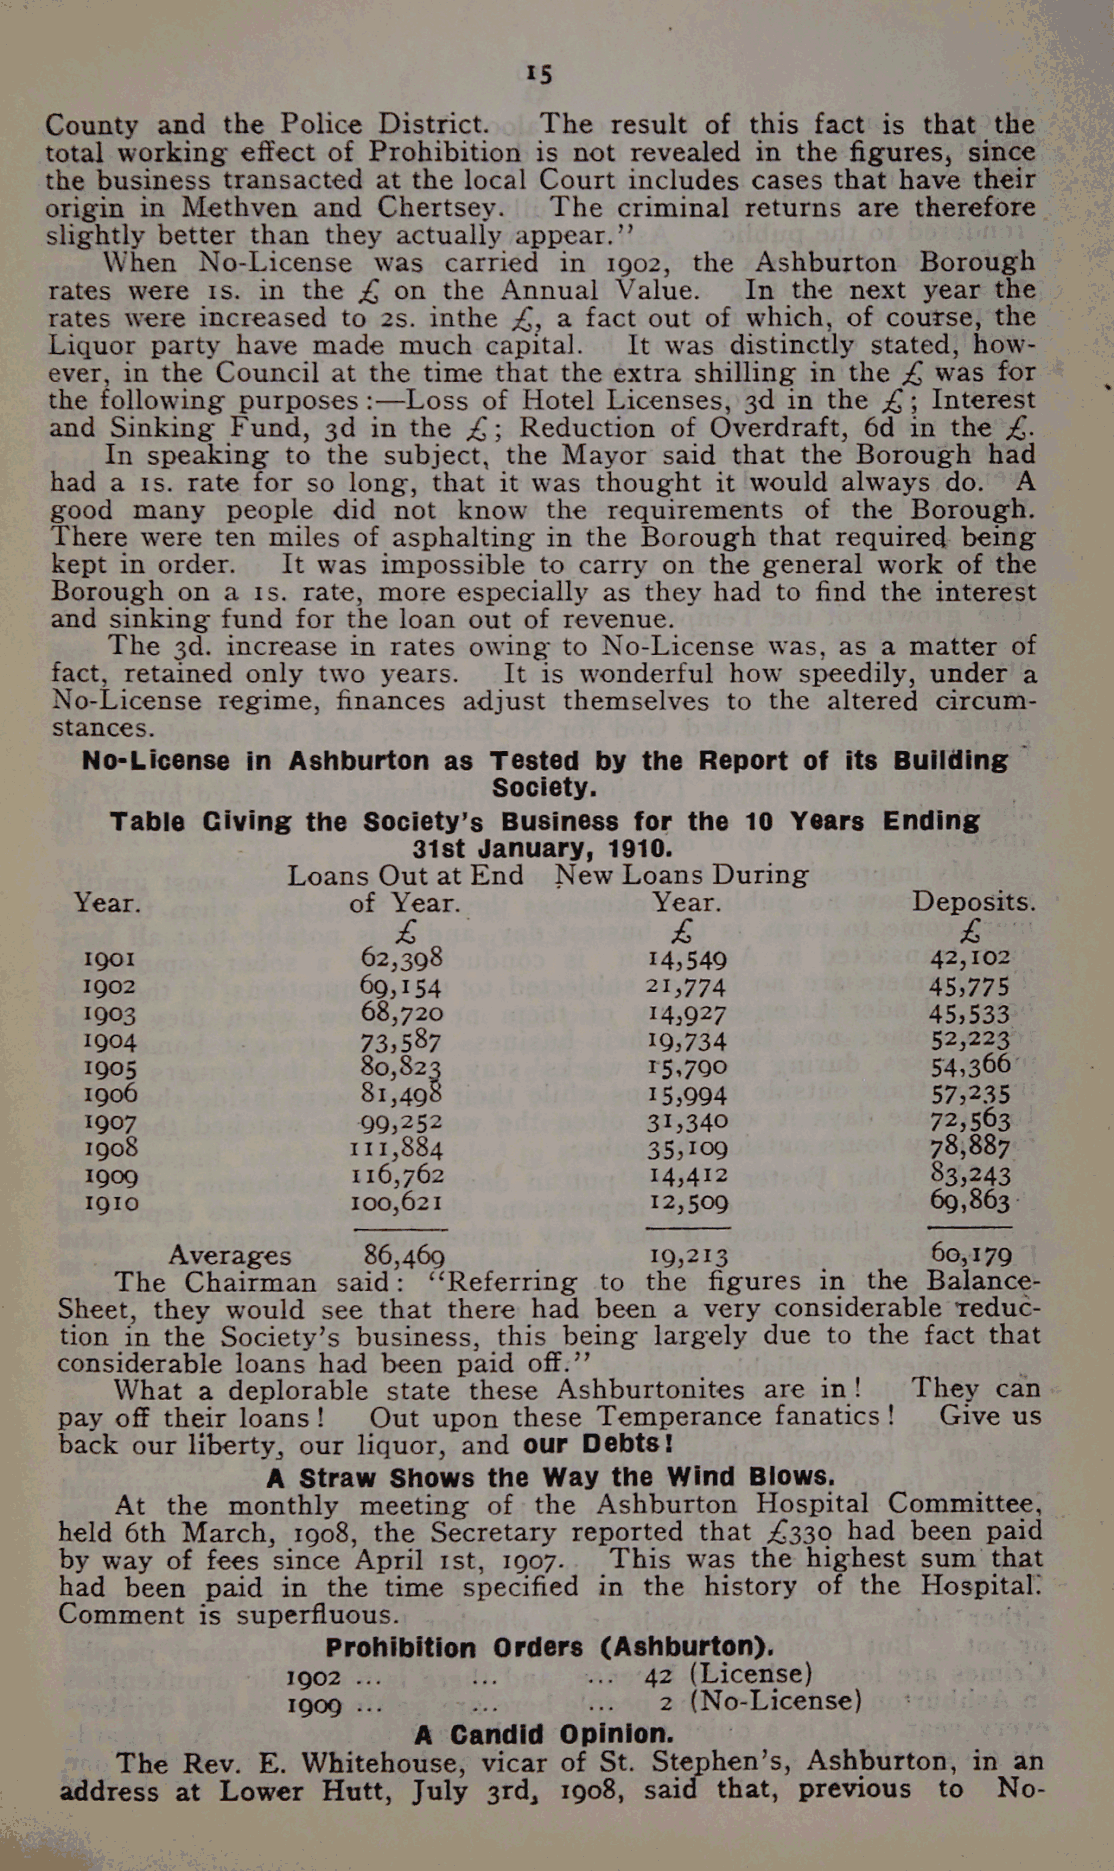 15
County and the Police District. The result of this fact is that the
total working effect of Prohibition is not revealed in the figures, since
the business transacted at the local Court includes cases that have their
origin in Methven and Chertsey. The criminal returns are therefore
slightly better than they actually appear.”
When No-License was carried in 1902, the Ashburton Borough
rates were 1s. in the £ on the Annual Value. In the next year the
rates were increased to 2s. inthe £, a fact out of which, of course, the
Liquor party have made much capital. It was distinctly stated, how-
ever, in the Council at the time that the extra shilling in the £ was for
the following purposes:—Loss of Hotel Licenses, 3d in the £; Interest
and Sinking Fund, 3d in the £; Reduction of Overdraft, 6d in the £.
In speaking to the subject, the Mayor said that the Borough had
had a 1s. rate for so long, that it was thought it would always do. A
good many people did not know the requirements of the Borough.
There were ten miles of asphalting in the Borough that required being
kept in order. It was impossible to carry on the general work of the
Borough on a 1s. rate, more especially as they had to find the interest
and sinking fund for the loan out of revenue.
The 3d. increase in rates owing to No-License was, as a matter of
fact, retained only two years. It is wonderful how speedily, under a
No-License regime, finances adjust themselves to the altered circum-
stances.
No-License in Ashburton as Tested by the Report of its Building
Society.
Table Giving the Society's Business for the 10 Years Ending
31st January, 1910.
Loans Out at End New Loans During
Year. of Year. Year. Deposits.
£ £ £
1901 62,398 14,549 42,102
1902 69,154 21,774 45,775
1903 68,720 14,927 45,533
1904 73,587 19,734 52,223
1905 80,823 15,790 54,366
1906 81,498 15,994 57,235
1907 99,252 31,340 72,563
1908 111,884 35,109 78,887
1909 116,762 14,412 83,243
1910 100,621 12,509 69,863
Averages 86,469 19,213 60,179
The Chairman said: “Referring to the figures in the Balance-
Sheet, they would see that there had been a very considerable reduc-
tion in the Society's business, this being largely due to the fact that
considerable loans had been paid off.”
What a deplorable state these Ashburtonites are in! They can
pay off their loans! Out upon these Temperance fanatics! Give us
back our liberty, our liquor, and our Debts!
A Straw Shows the Way the Wind Blows.
At the monthly meeting of the Ashburton Hospital Committee,
held 6th March, 1908, the Secretary reported that £330 had been paid
by way of fees since April 1st, 1907. This was the highest sum that
had been paid in the time specified in the history of the Hospital.
Comment is superfluous.
Prohibition Orders (Ashburton).
1902 ... ... ... 42 (License)
1909 ... ... ... 2 (No-License)
A Candid Opinion.
The Rev. E. Whitehouse, vicar of St. Stephen's, Ashburton, in an
address at Lower Hutt, July 3rd, 1908, said that, previous to No-